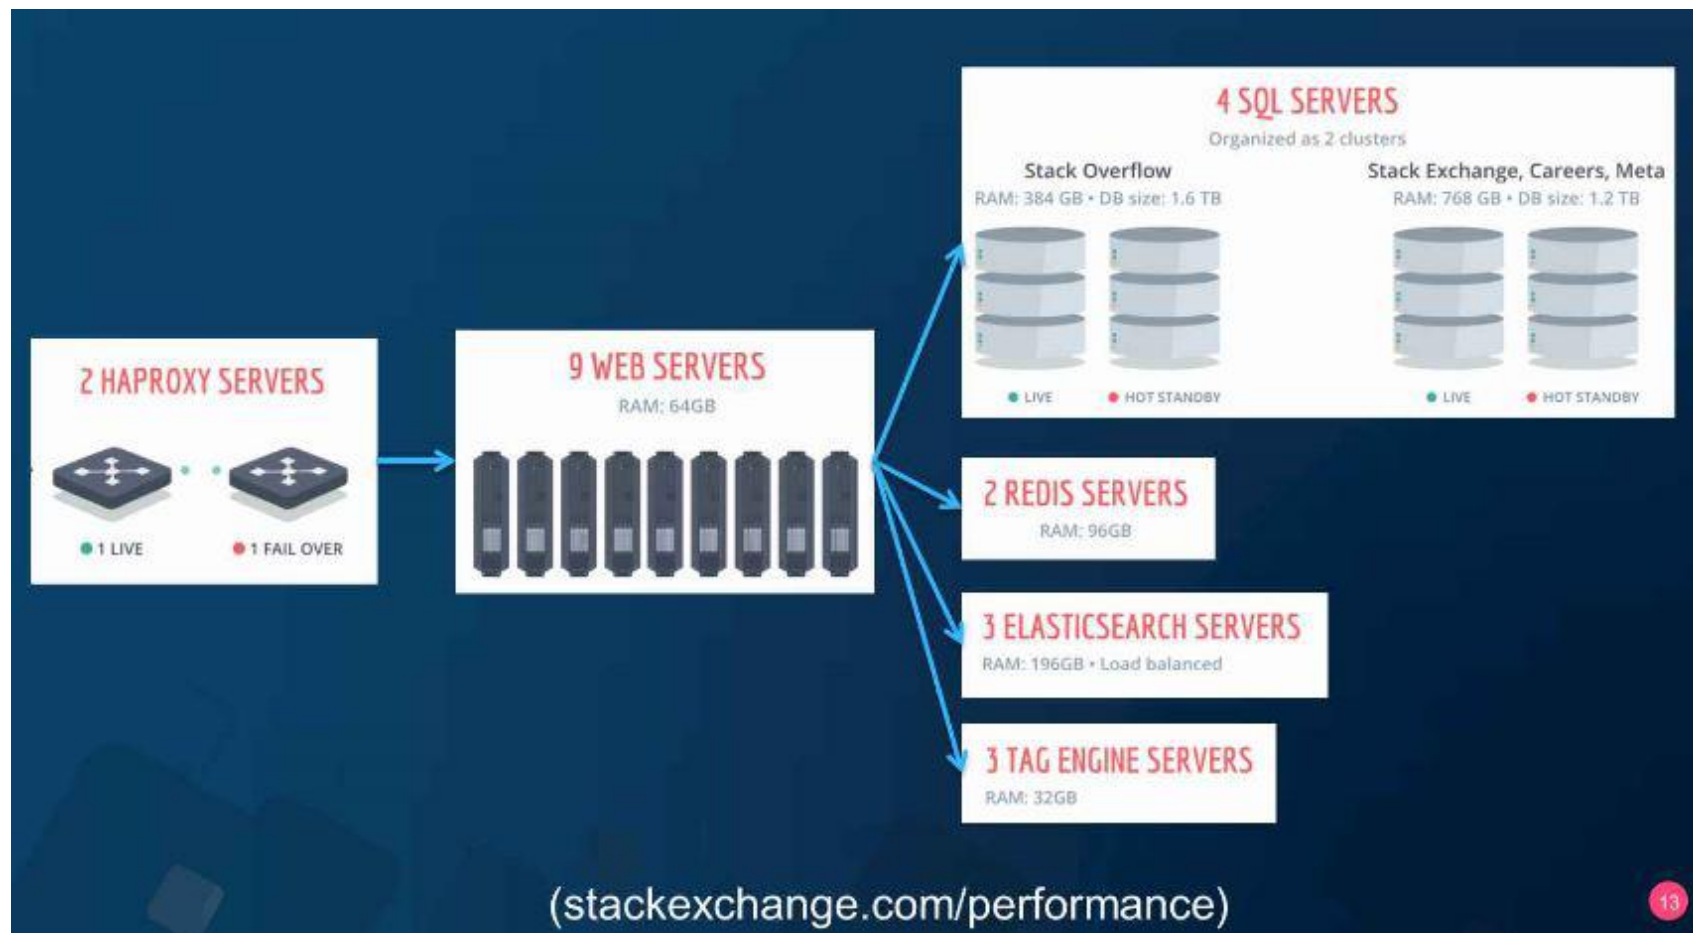 2 HAPROXY SERVERS
1 LIVE
1 FAIL OVER
9 WEB SERVERS
RAM: 64GB
4 SQL SERVERS
Organized as 2 clusters
Stack Overflow
RAM: 384 GB • DB size: 1.6 TB
LIVE
HOT STANDBY
Stack Exchange, Careers, Meta
RAM: 768 GB • DB size: 1.2 TB
LIVE
HOT STANDBY
2 REDIS SERVERS
RAM: 96GB
3 ELASTICSEARCH SERVERS
RAM: 196GB • Load balanced
3 TAG ENGINE SERVERS
RAM: 32GB
(stackexchange.com/performance)
13